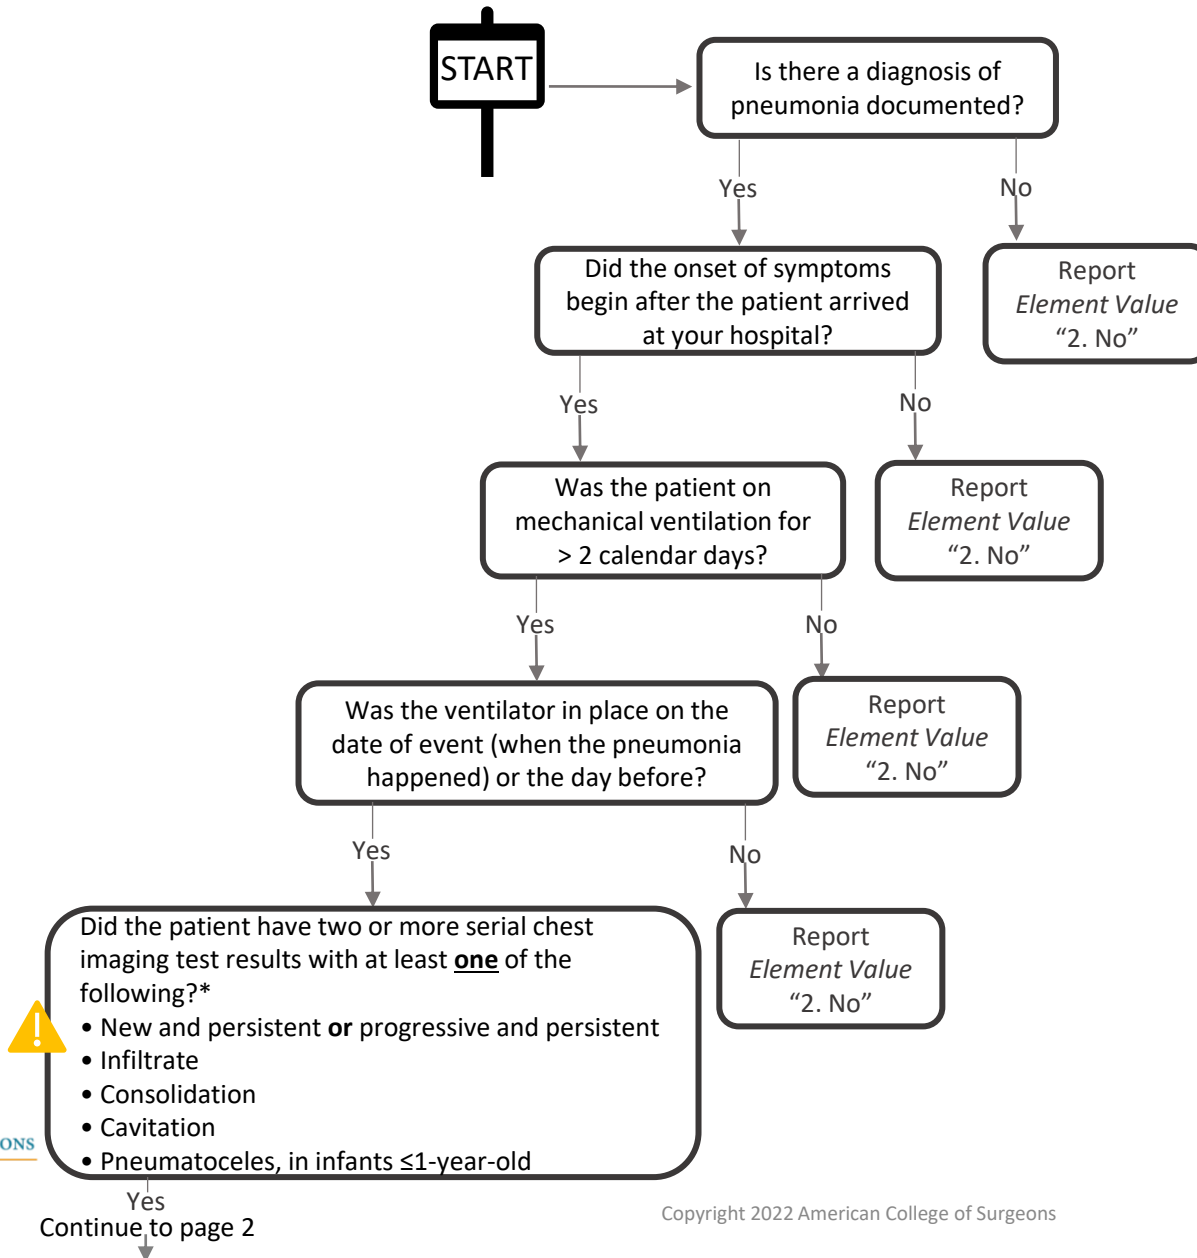 START
Is there a diagnosis of
pneumonia documented?
Yes
No
Did the onset of symptoms
begin after the patient arrived
at your hospital?
Report
Element Value
“2. No”
Yes
No
Was the patient on
mechanical ventilation for
> 2 calendar days?
Report
Element Value
“2. No”
Yes
No
Was the ventilator in place on the
date of event (when the pneumonia
happened) or the day before?
Report
Element Value
“2. No”
Yes
No
Did the patient have two or more serial chest
imaging test results with at least one of the
following?*
• New and persistent or progressive and persistent
• Infiltrate
• Consolidation
• Cavitation
• Pneumatoceles, in infants ≤1-year-old
Report
Element Value
“2. No”
ONS
Yes
Continue to page 2
Copyright 2022 American College of Surgeons